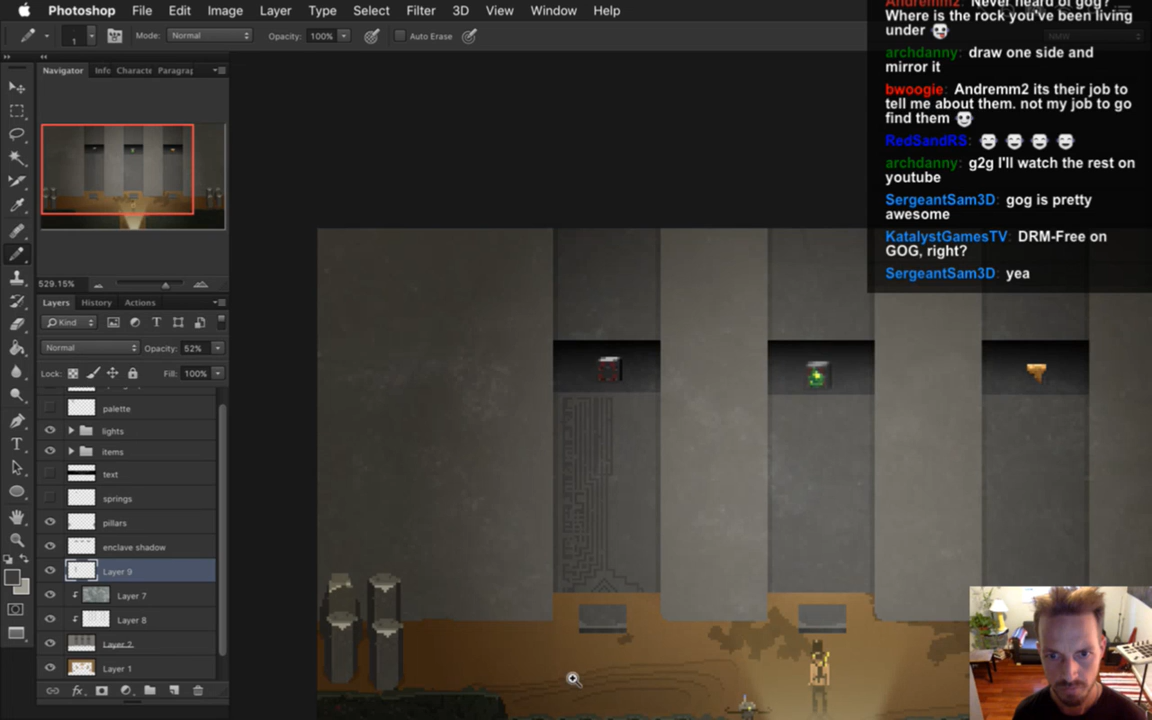 Photoshop File Edit Image Layer Type Select Filter 3D View Window Help
1 Mode: Normal Opacity: 100% Auto Erase
Navigator Info Characte Paragrap
529.15%
Layers History Actions
Kind
Normal Opacity: 52%
Lock: Fill: 100%
palette
lights
items
text
springs
pillars
enclave shadow
Layer 9
Layer 7
Layer 8
Layer 2
Layer 1
fx
Andremm2: Never heard of gog?
Where is the rock you've been living
under
archdanny: draw one side and
mirror it
bwoogie: Andremm2 its their job to
tell me about them. not my job to go
find them
RedSandRS:
archdanny: g2g I'll watch the rest on
youtube
SergeantSam3D: gog is pretty
awesome
KatalystGamesTV: DRM-Free on
GOG, right?
SergeantSam3D: yea